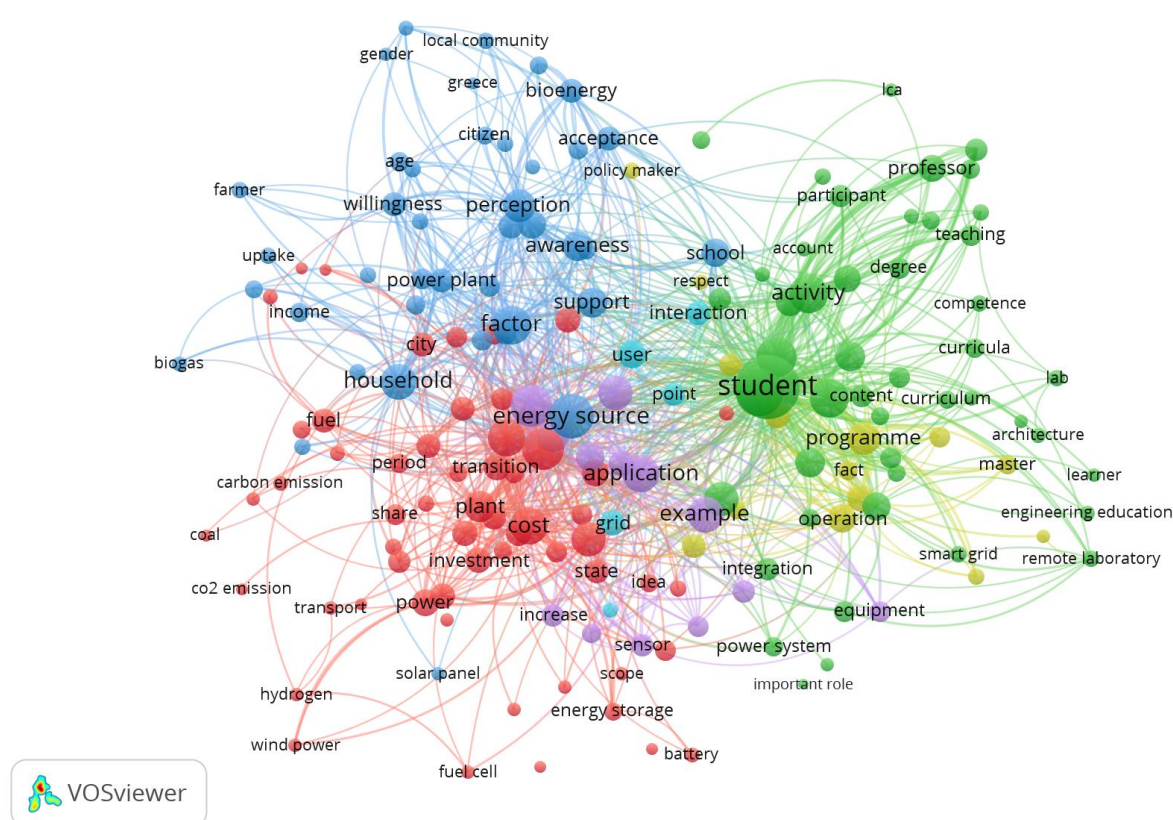 local community
gender
greece
bioenergy
lca
citizen
acceptance
age
policy maker
professor
farmer
willingness
perception
participant
teaching
uptake
awareness
school
account
degree
power plant
respect
income
support
activity
competence
factor
interaction
city
user
curricula
biogas
household
point
student
lab
content
curriculum
fuel
energy source
programme
architecture
period
transition
application
fact
master
learner
carbon emission
share
plant
cost
grid
example
operation
engineering education
coal
investment
state
idea
integration
smart grid
remote laboratory
co2 emission
transport
power
increase
equipment
sensor
power system
solar panel
scope
important role
hydrogen
energy storage
wind power
battery
fuel cell
VOSviewer